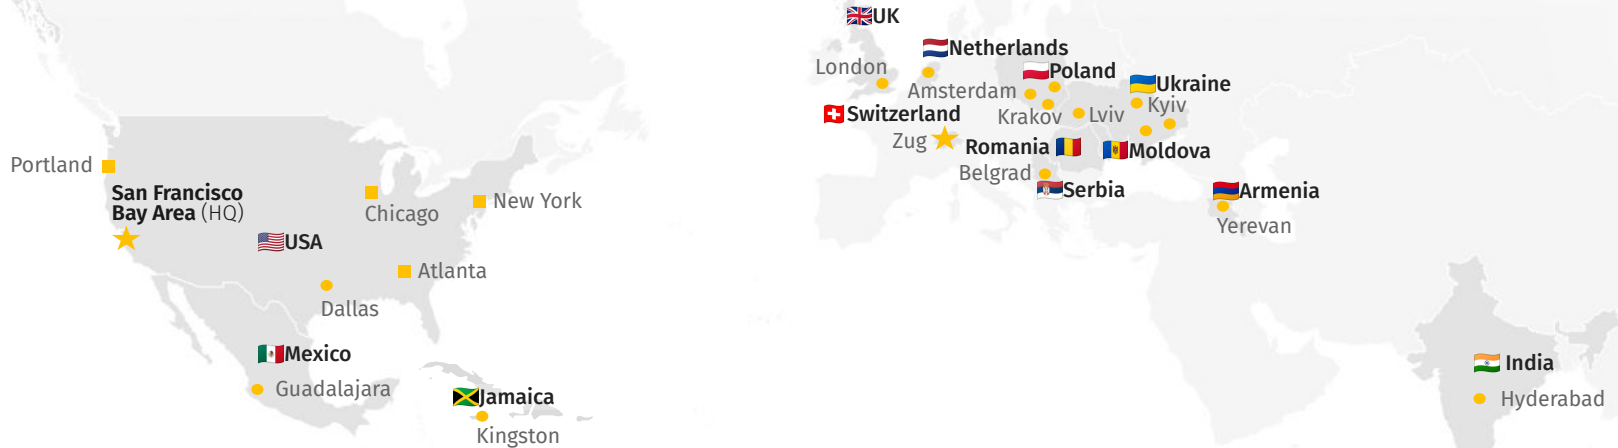 UK
Netherlands
London
Poland
Amsterdam
Ukraine
Kyiv
Krakov
Lviv
Switzerland
Zug
Romania
Moldova
Belgrad
Serbia
Armenia
Yerevan
Portland
San Francisco
Bay Area (HQ)
Chicago
New York
USA
Atlanta
Dallas
Mexico
Guadalajara
Jamaica
Kingston
India
Hyderabad